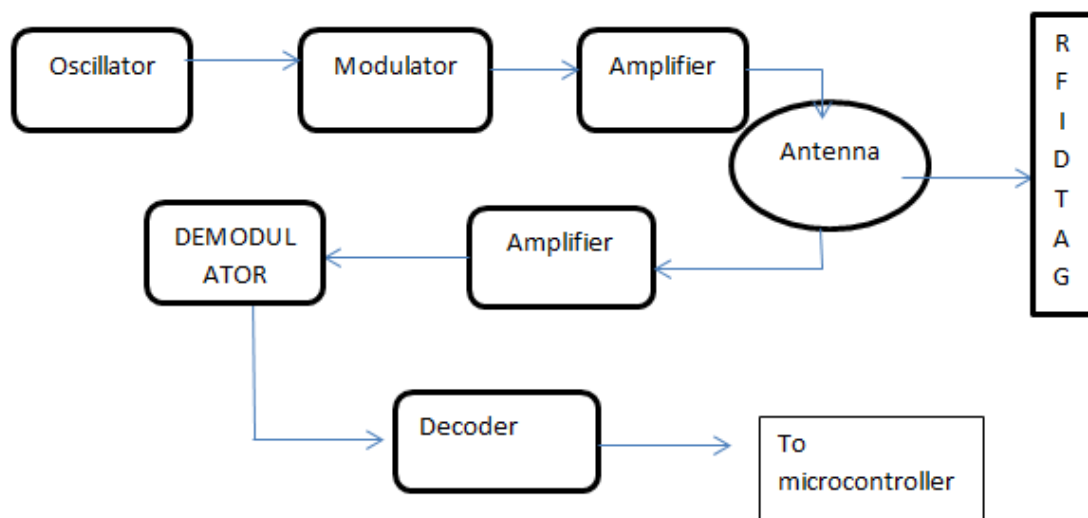 Oscillator
Modulator
Amplifier
Antenna
R
F
I
D
T
A
G
DEMODUL
ATOR
Amplifier
Decoder
To
microcontroller